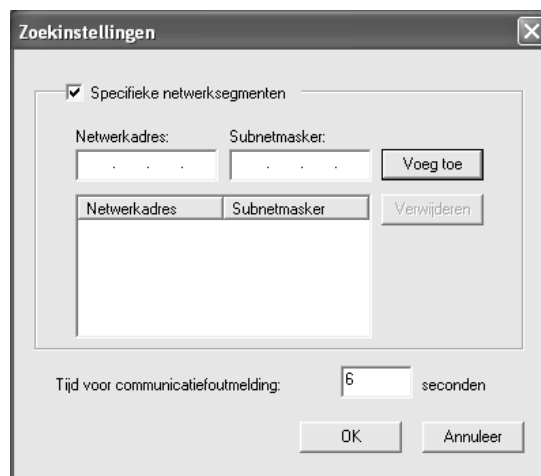 Zoekinstellingen
Specifieke netwerksegmenten
Netwerkadres: Subnetmasker:
. . . . . . Voeg toe
Netwerkadres Subnetmasker Verwijderen
Tijd voor communicatiefoutmelding: 6 seconden
OK Annuleer